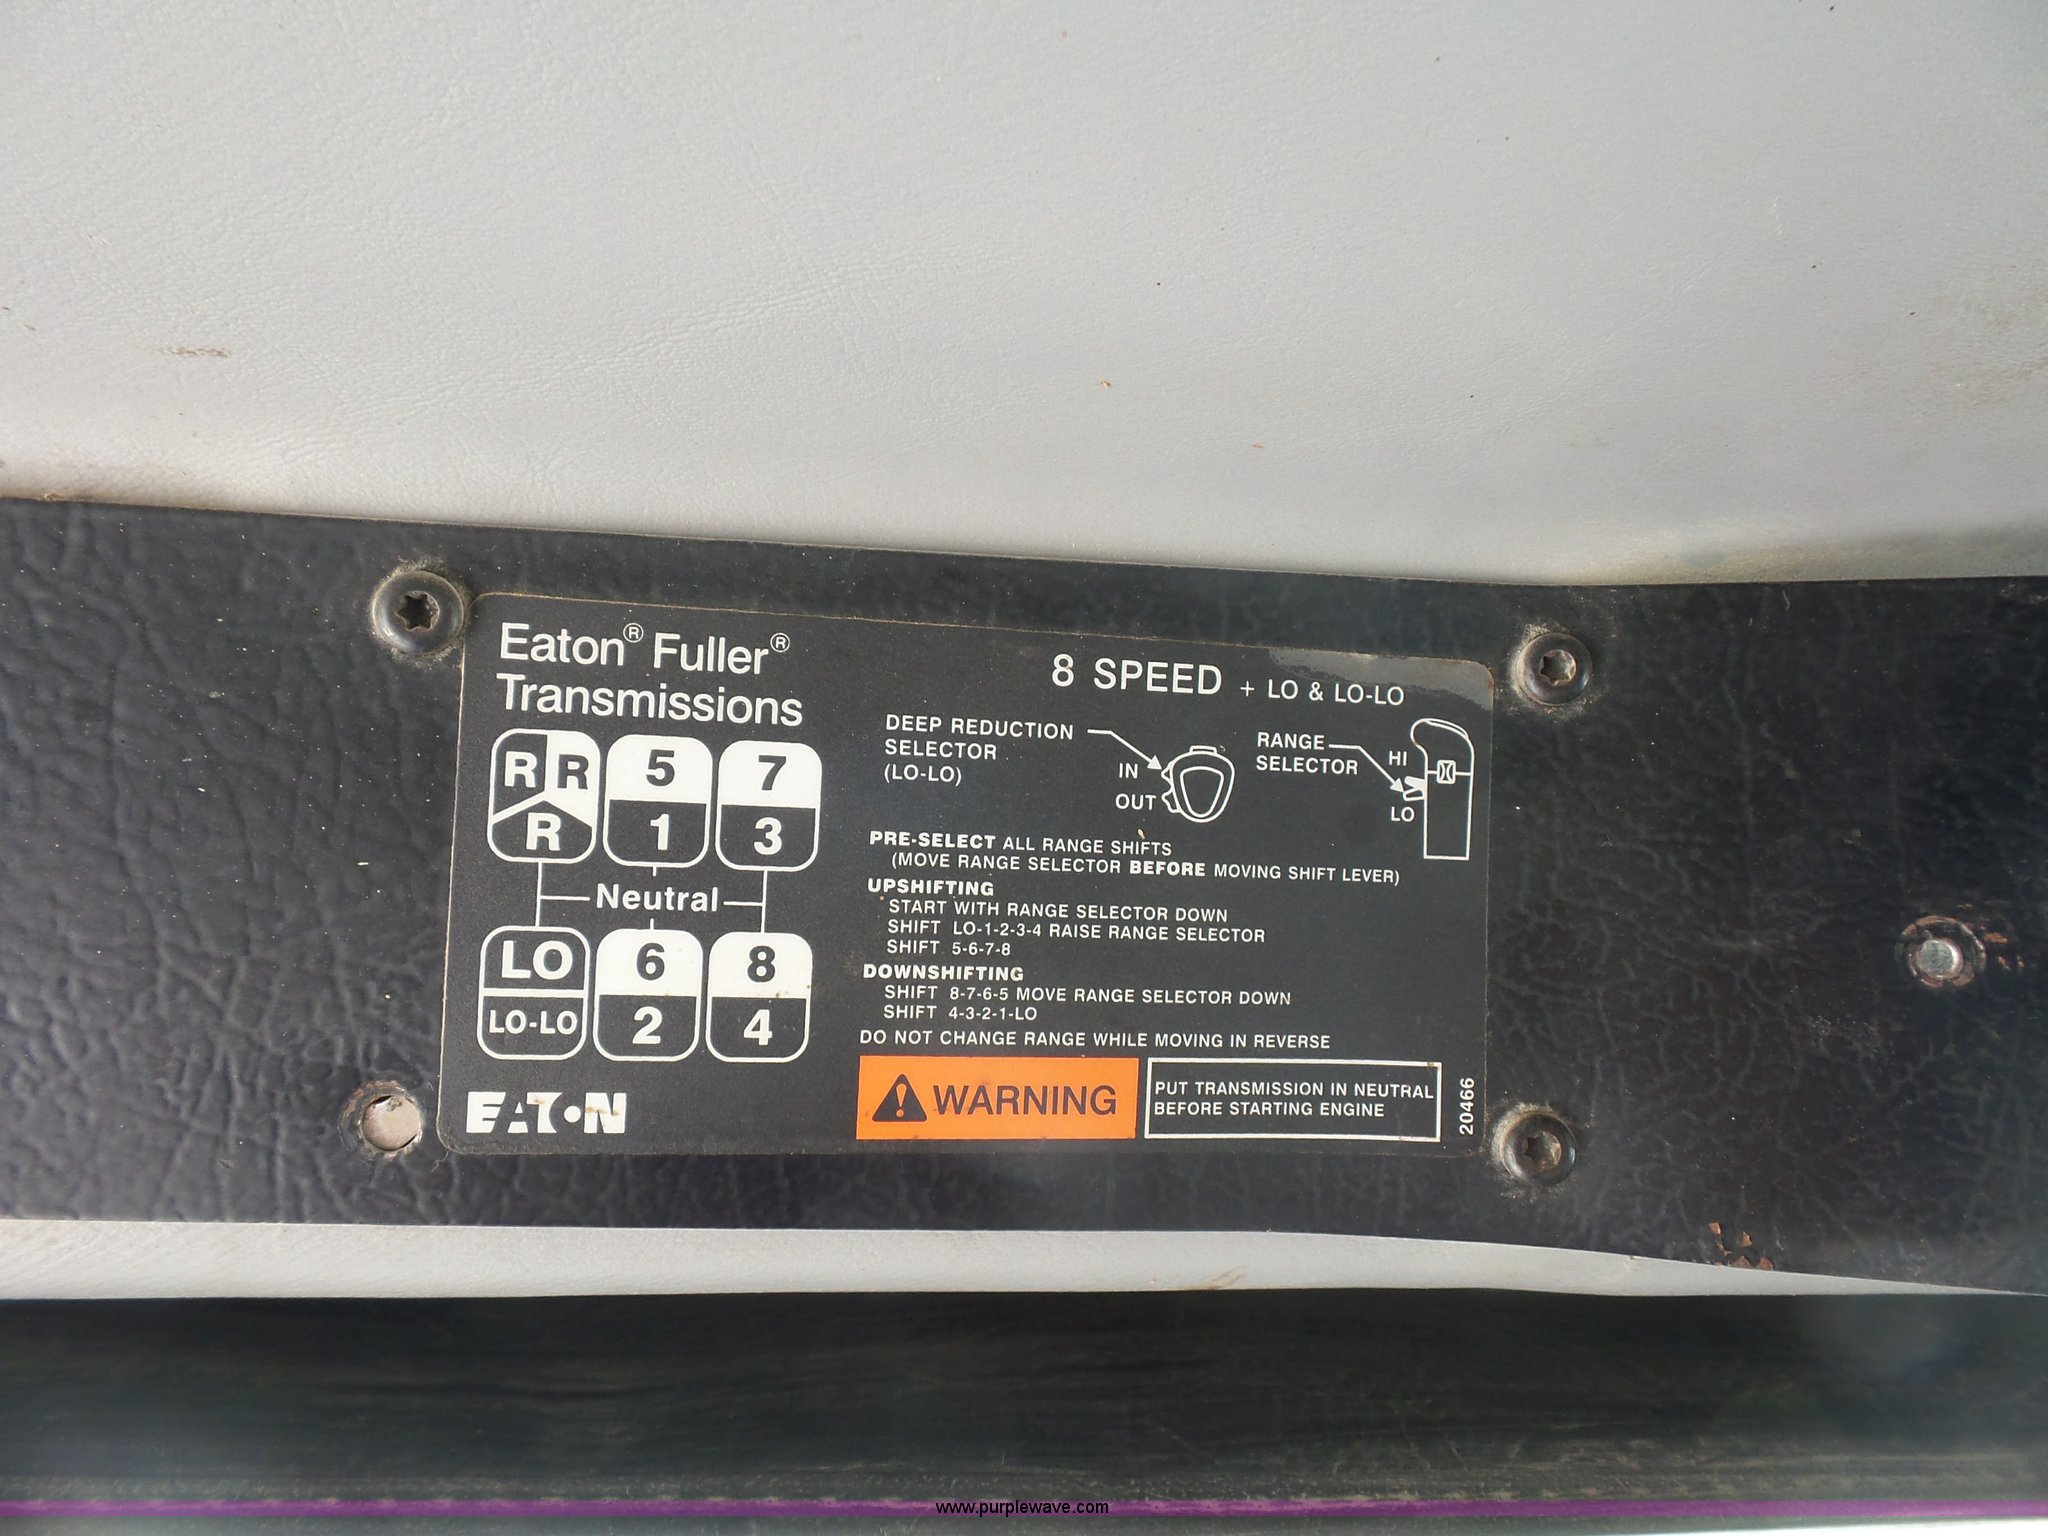 Eaton® Fuller®
Transmissions
8 SPEED + LO & LO-LO
R R 5 7
R 1 3
Neutral
LO 6 8
LO-LO 2 4
EATON
DEEP REDUCTION
SELECTOR
(LO-LO)
IN
OUT
RANGE
SELECTOR
HI
LO
PRE-SELECT ALL RANGE SHIFTS
(MOVE RANGE SELECTOR BEFORE MOVING SHIFT LEVER)
UPSHIFTING
START WITH RANGE SELECTOR DOWN
SHIFT LO-1-2-3-4 RAISE RANGE SELECTOR
SHIFT 5-6-7-8
DOWNSHIFTING
SHIFT 8-7-6-5 MOVE RANGE SELECTOR DOWN
SHIFT 4-3-2-1-LO
DO NOT CHANGE RANGE WHILE MOVING IN REVERSE
WARNING
PUT TRANSMISSION IN NEUTRAL
BEFORE STARTING ENGINE
20466
www.purplewave.com